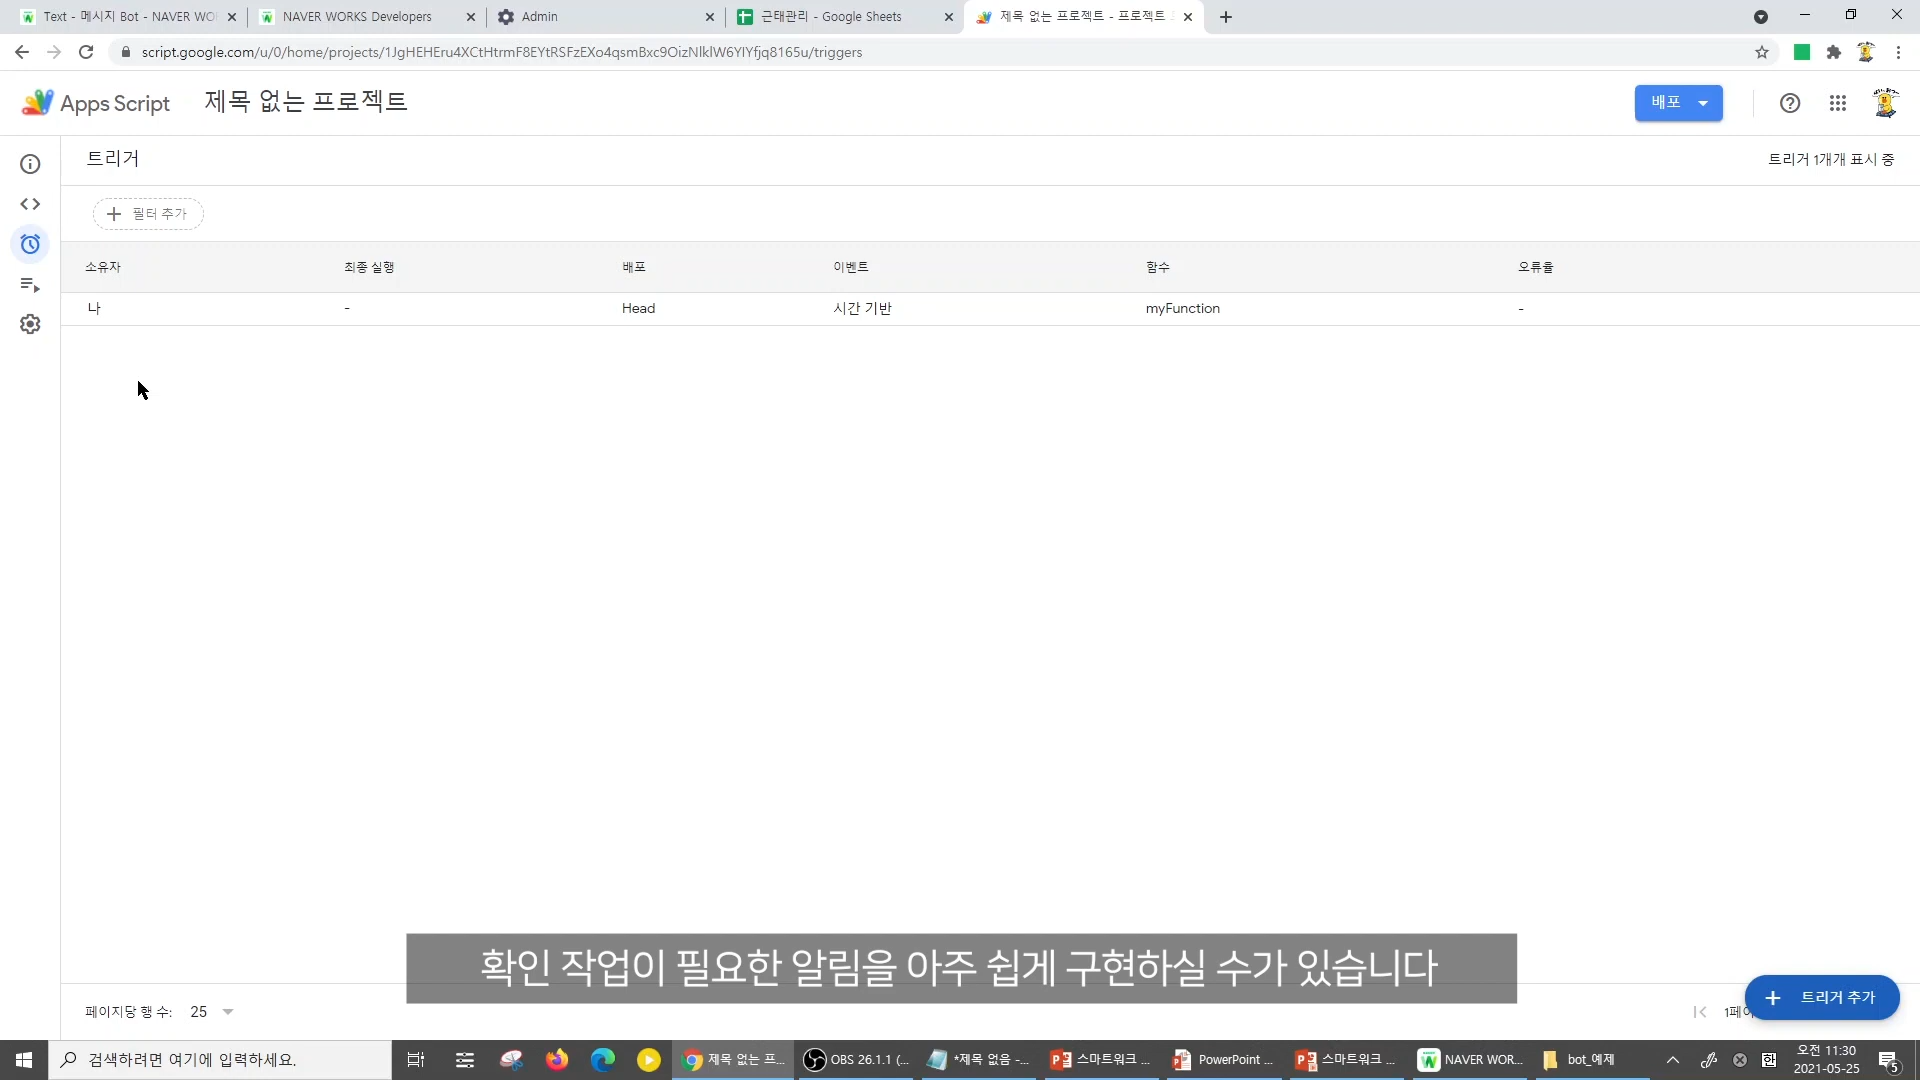 Text - 메시지 Bot - NAVER WO
NAVER WORKS Developers
Admin
근태관리 - Google Sheets
제목 없는 프로젝트 - 프로젝트
script.google.com/u/0/home/projects/1JgHEHEru4XCtHtrmF8EYtRSFzEXo4qsmBxc9OizNlklW6YlYfjq8165u/triggers
Apps Script
제목 없는 프로젝트
배포
트리거
트리거 1개개 표시 중
필터 추가
소유자 최종 실행 배포 이벤트 함수 오류율
나 - Head 시간 기반 myFunction -
확인 작업이 필요한 알림을 아주 쉽게 구현하실 수가 있습니다
페이지당 행 수: 25
1페이
트리거 추가
검색하려면 여기에 입력하세요.
제목 없는 프...
OBS 26.1.1 (...
*제목 없음 -...
스마트워크 ...
PowerPoint ...
스마트워크 ...
NAVER WOR...
bot_예제
한
오전 11:30
2021-05-25
5